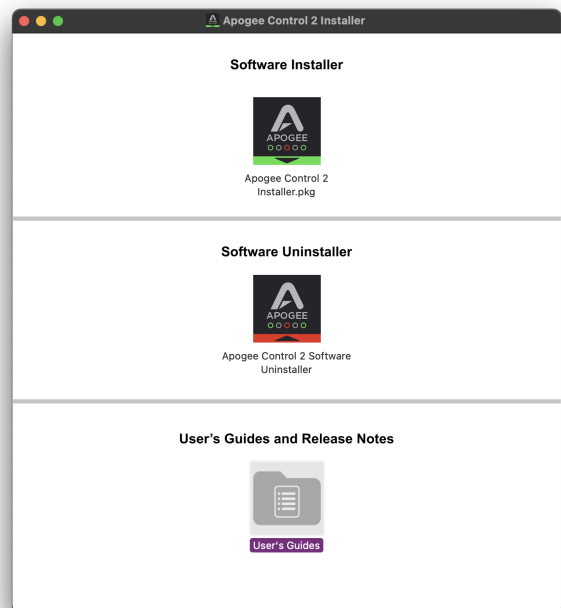 Apogee Control 2 Installer
Software Installer
APOGEE
Apogee Control 2
Installer.pkg
Software Uninstaller
APOGEE
Apogee Control 2 Software
Uninstaller
User’s Guides and Release Notes
User's Guides